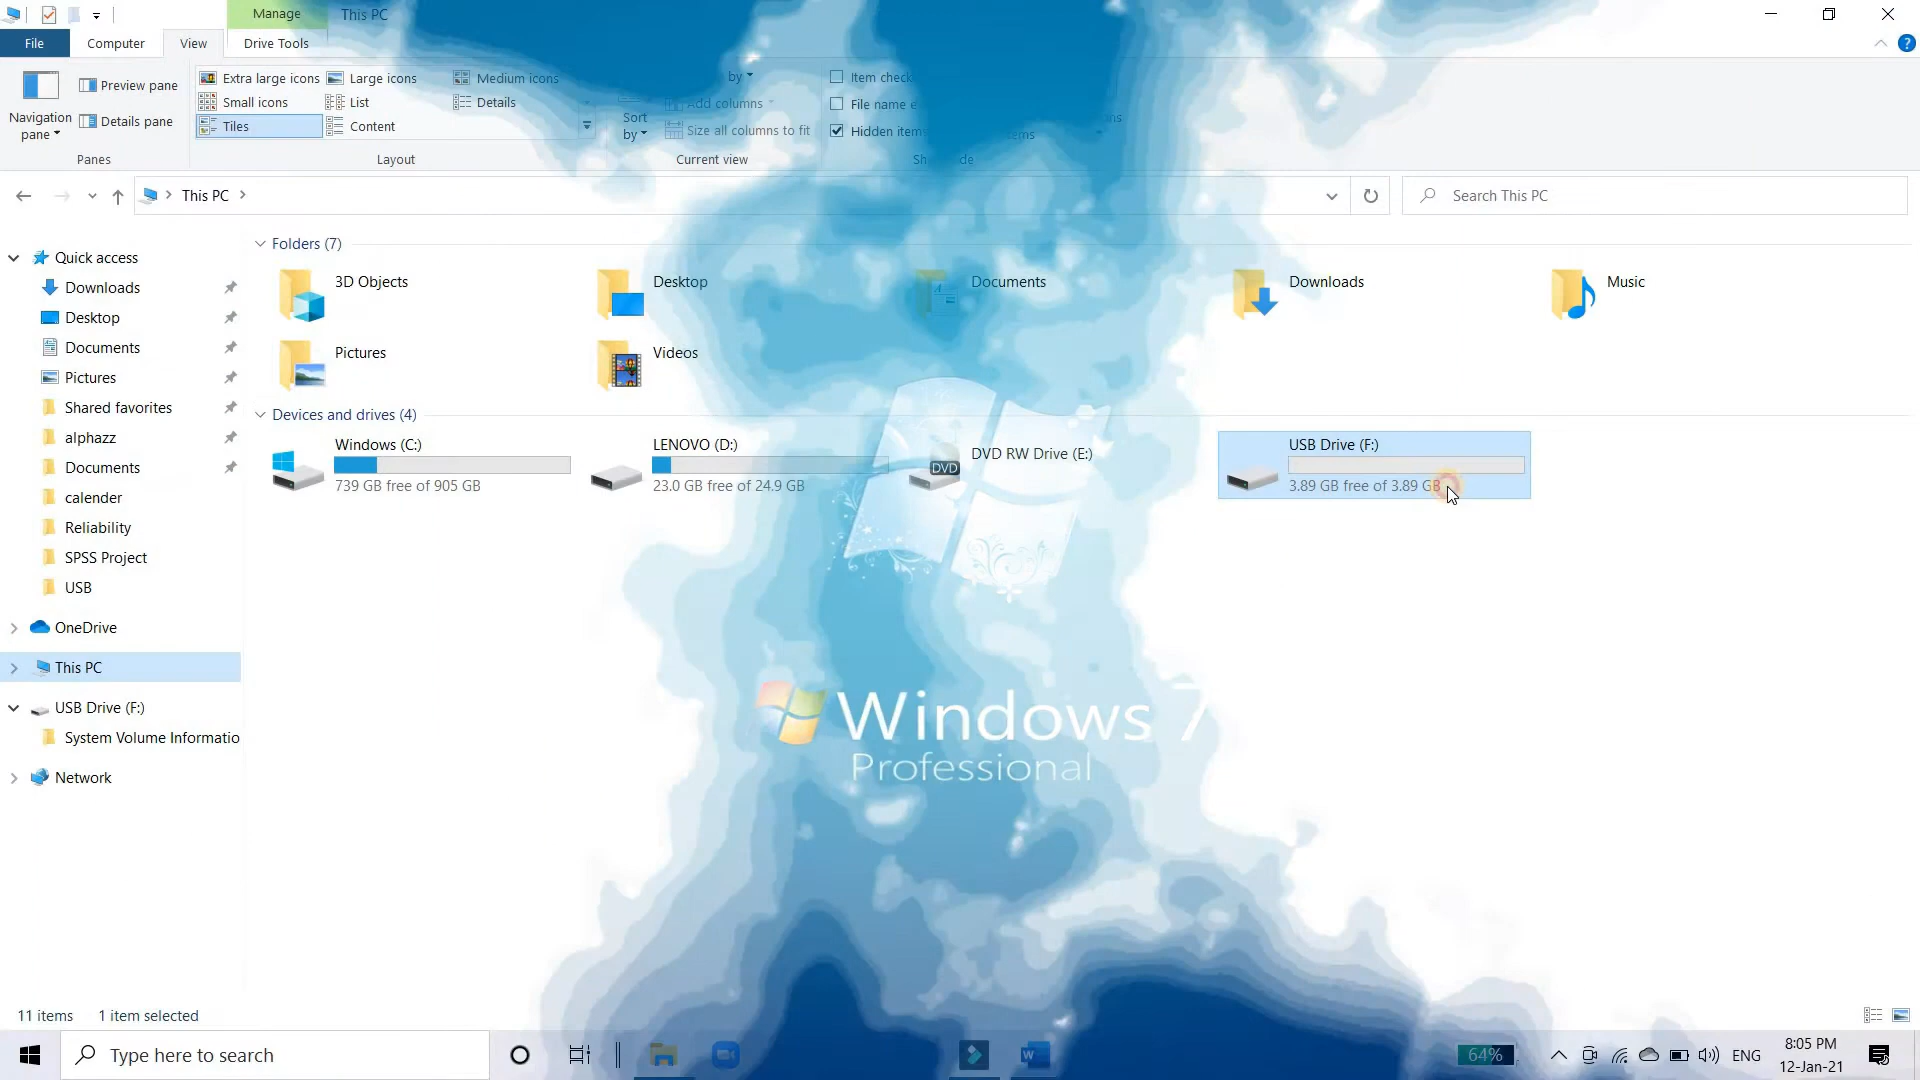 Manage
This PC
File
Computer
View
Drive Tools
Navigation pane
Preview pane
Details pane
Panes
Extra large icons
Large icons
Medium icons
Small icons
List
Details
Tiles
Content
Layout
Sort by
by
Add columns
Size all columns to fit
Current view
Item check
File name e
Hidden item
items
Sh de
This PC
Search This PC
Quick access
Downloads
Desktop
Documents
Pictures
Shared favorites
alphazz
Documents
calender
Reliability
SPSS Project
USB
OneDrive
This PC
USB Drive (F:)
System Volume Informatio
Network
Folders (7)
3D Objects
Desktop
Documents
Downloads
Music
Pictures
Videos
Devices and drives (4)
Windows (C:)
739 GB free of 905 GB
LENOVO (D:)
23.0 GB free of 24.9 GB
DVD
DVD RW Drive (E:)
USB Drive (F:)
3.89 GB free of 3.89 GB
Windows 7
Professional
11 items
1 item selected
Type here to search
64%
ENG
8:05 PM
12-Jan-21